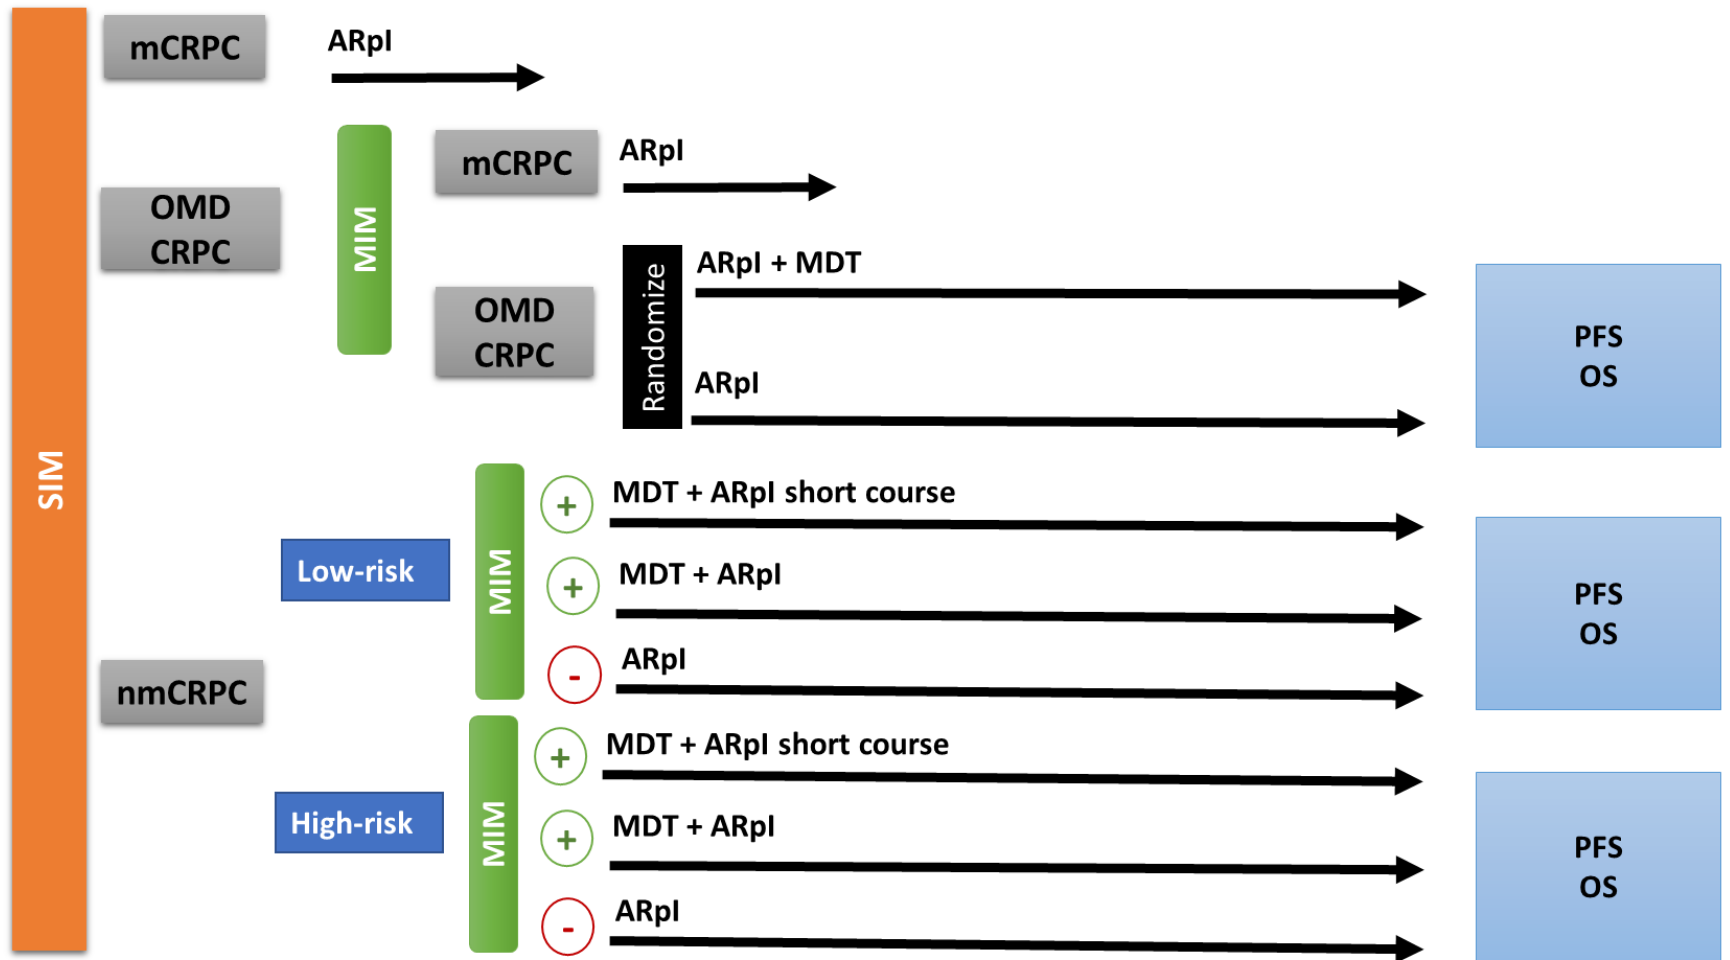 SIM
mCRPC
ARpI
OMD
CRPC
MIM
mCRPC
ARpI
OMD
CRPC
Randomize
ARpI + MDT
ARpI
PFS
OS
nmCRPC
Low-risk
MIM
+
MDT + ARpI short course
+
MDT + ARpI
-
ARpI
PFS
OS
High-risk
MIM
+
MDT + ARpI short course
+
MDT + ARpI
-
ARpI
PFS
OS